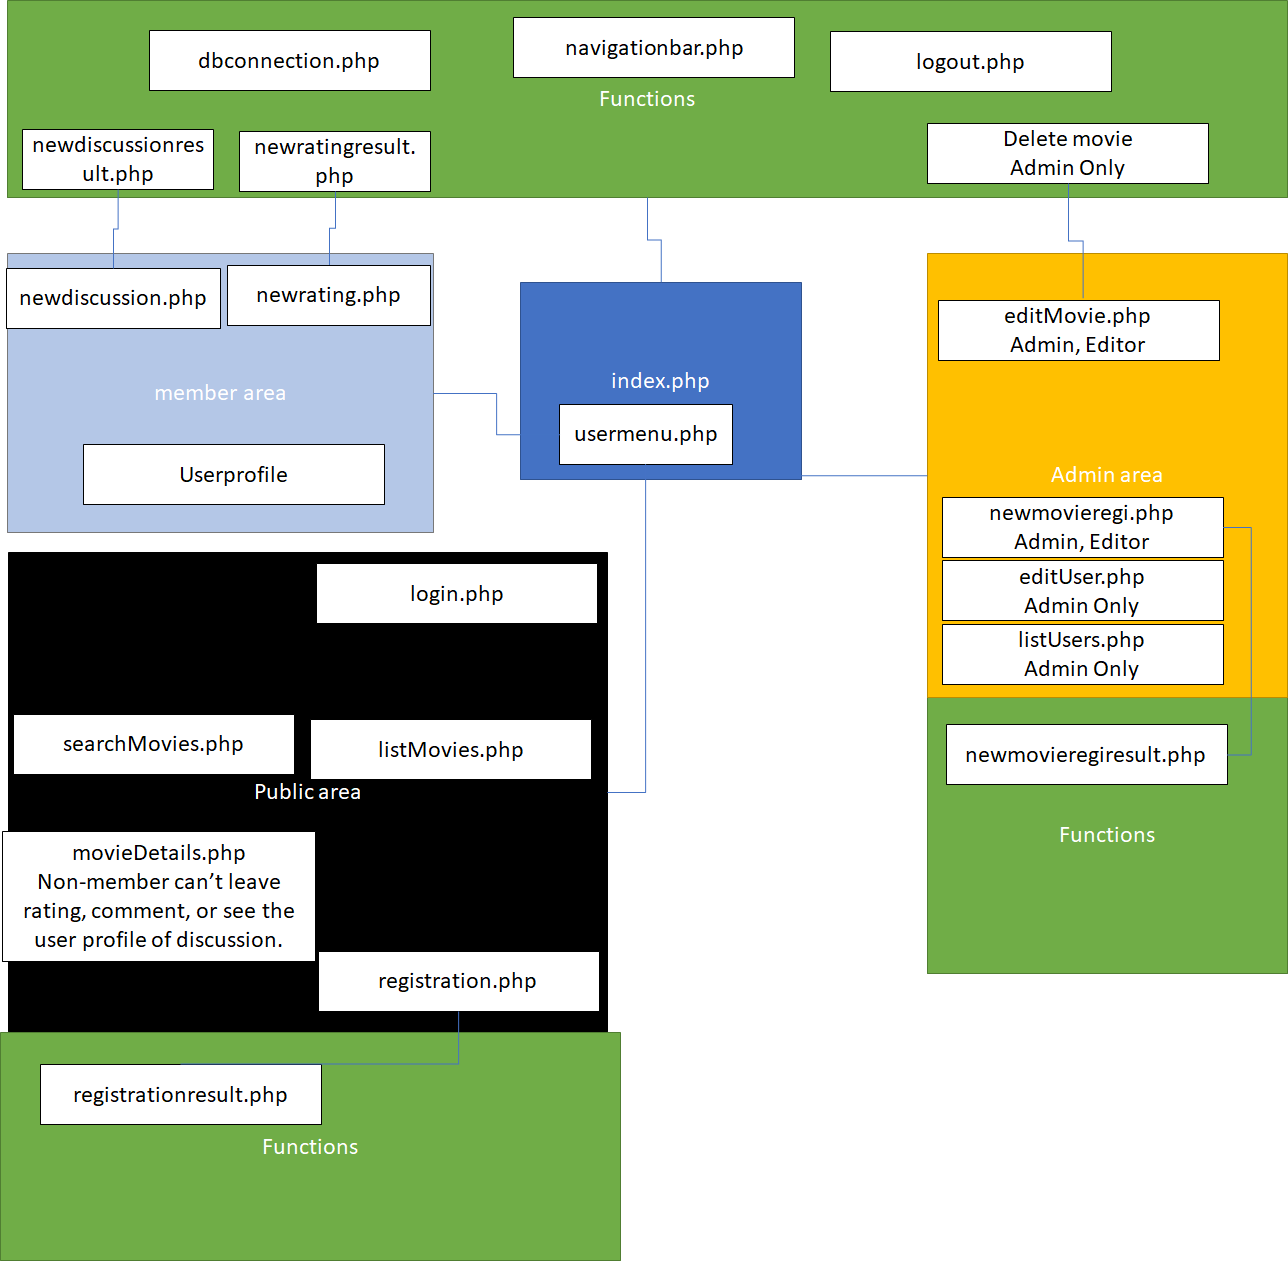 dbconnection.php
navigationbar.php
logout.php
Functions
newdiscussionres
ult.php
newratingresult.
php
Delete movie
Admin Only
newdiscussion.php
newrating.php
member area
Userprofile
index.php
usermenu.php
editMovie.php
Admin, Editor
Admin area
newmovieregi.php
Admin, Editor
editUser.php
Admin Only
listUsers.php
Admin Only
newmovieregiresult.php
Functions
login.php
searchMovies.php
listMovies.php
Public area
movieDetails.php
Non-member can’t leave
rating, comment, or see the
user profile of discussion.
registration.php
registrationresult.php
Functions